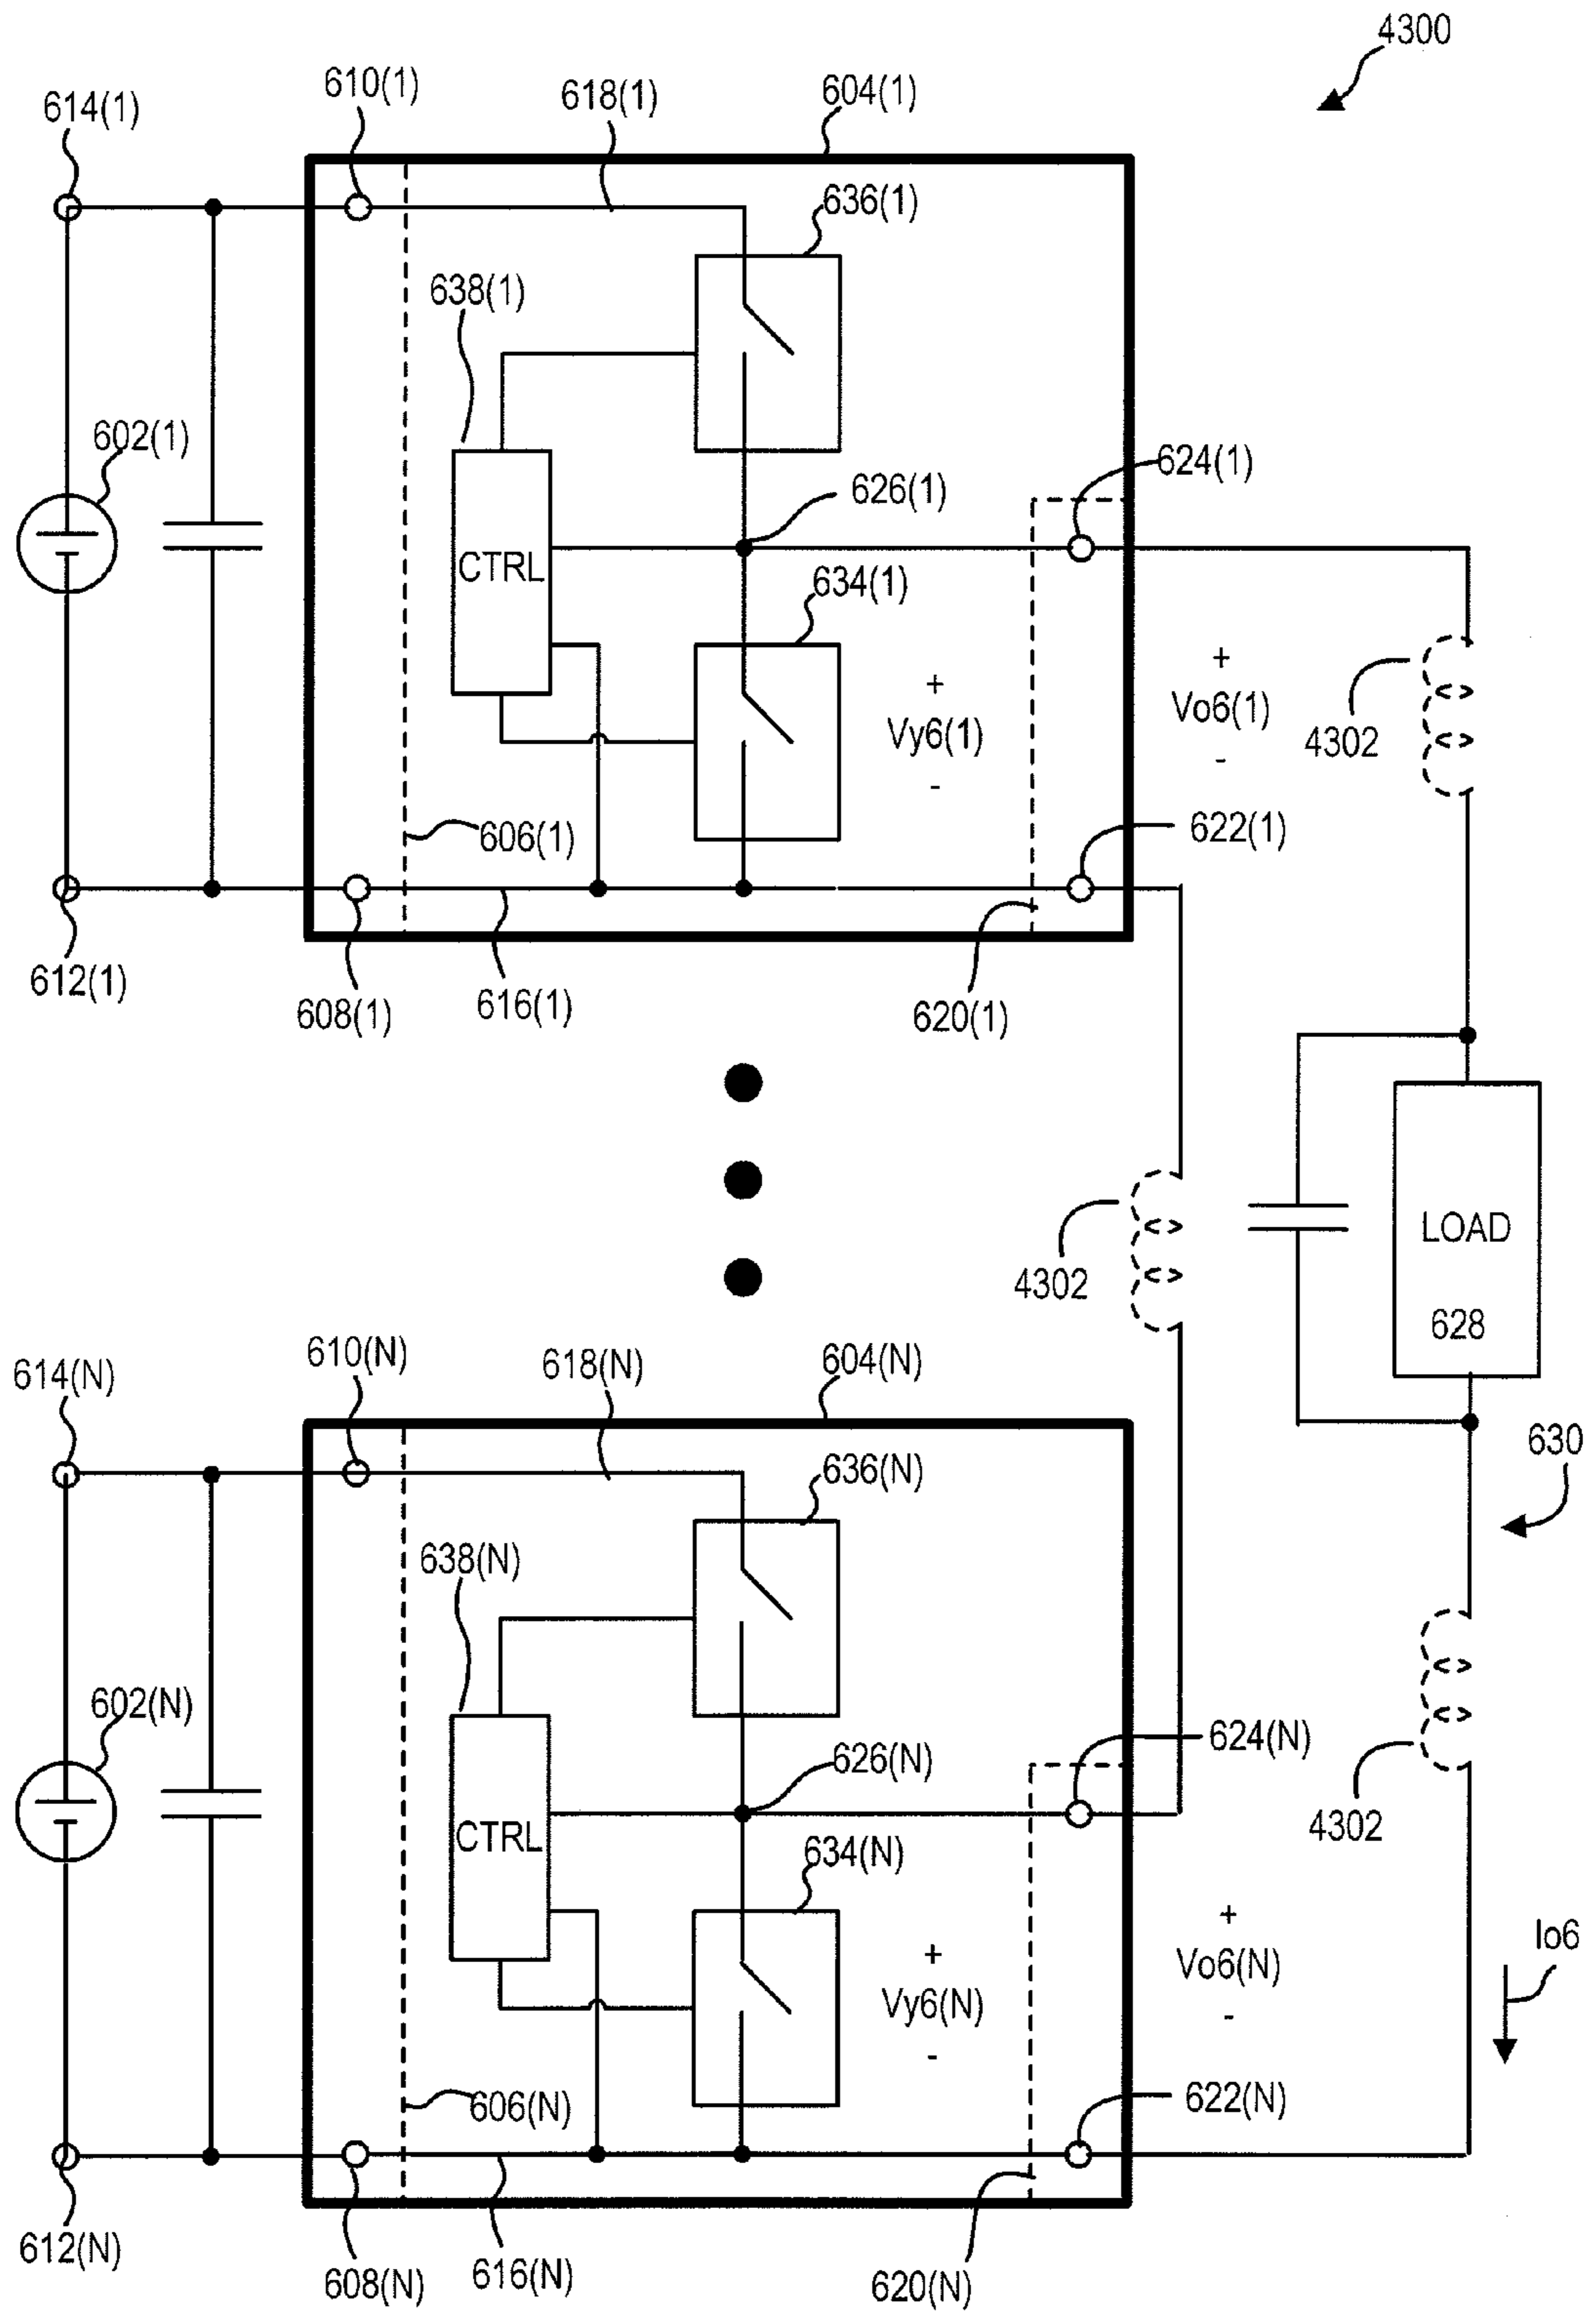 4300
614(1)
610(1)
618(1)
604(1)
636(1)
638(1)
602(1)
624(1)
626(1)
CTRL
634(1)
+
Vy6(1)
-
+
Vo6(1)
-
4302
606(1)
622(1)
612(1)
608(1)
616(1)
620(1)
4302
LOAD
628
614(N)
610(N)
618(N)
604(N)
630
636(N)
638(N)
602(N)
624(N)
626(N)
CTRL
634(N)
4302
+
Vy6(N)
-
+
Vo6(N)
-
Io6
606(N)
622(N)
612(N)
608(N)
616(N)
620(N)